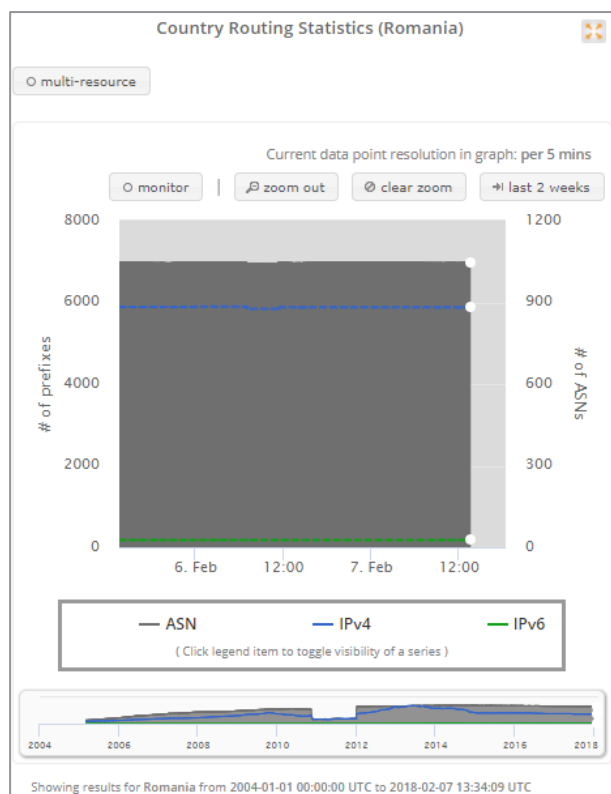 Country Routing Statistics (Romania)
multi-resource
Current data point resolution in graph: per 5 mins
monitor | zoom out clear zoom last 2 weeks
8000 1200
6000 900
4000 600
2000 300
0 0
# of prefixes
# of ASNs
6. Feb 12:00 7. Feb 12:00
ASN IPv4 IPv6
( Click legend item to toggle visibility of a series )
2004 2006 2008 2010 2012 2014 2016 2018
Showing results for Romania from 2004-01-01 00:00:00 UTC to 2018-02-07 13:34:09 UTC